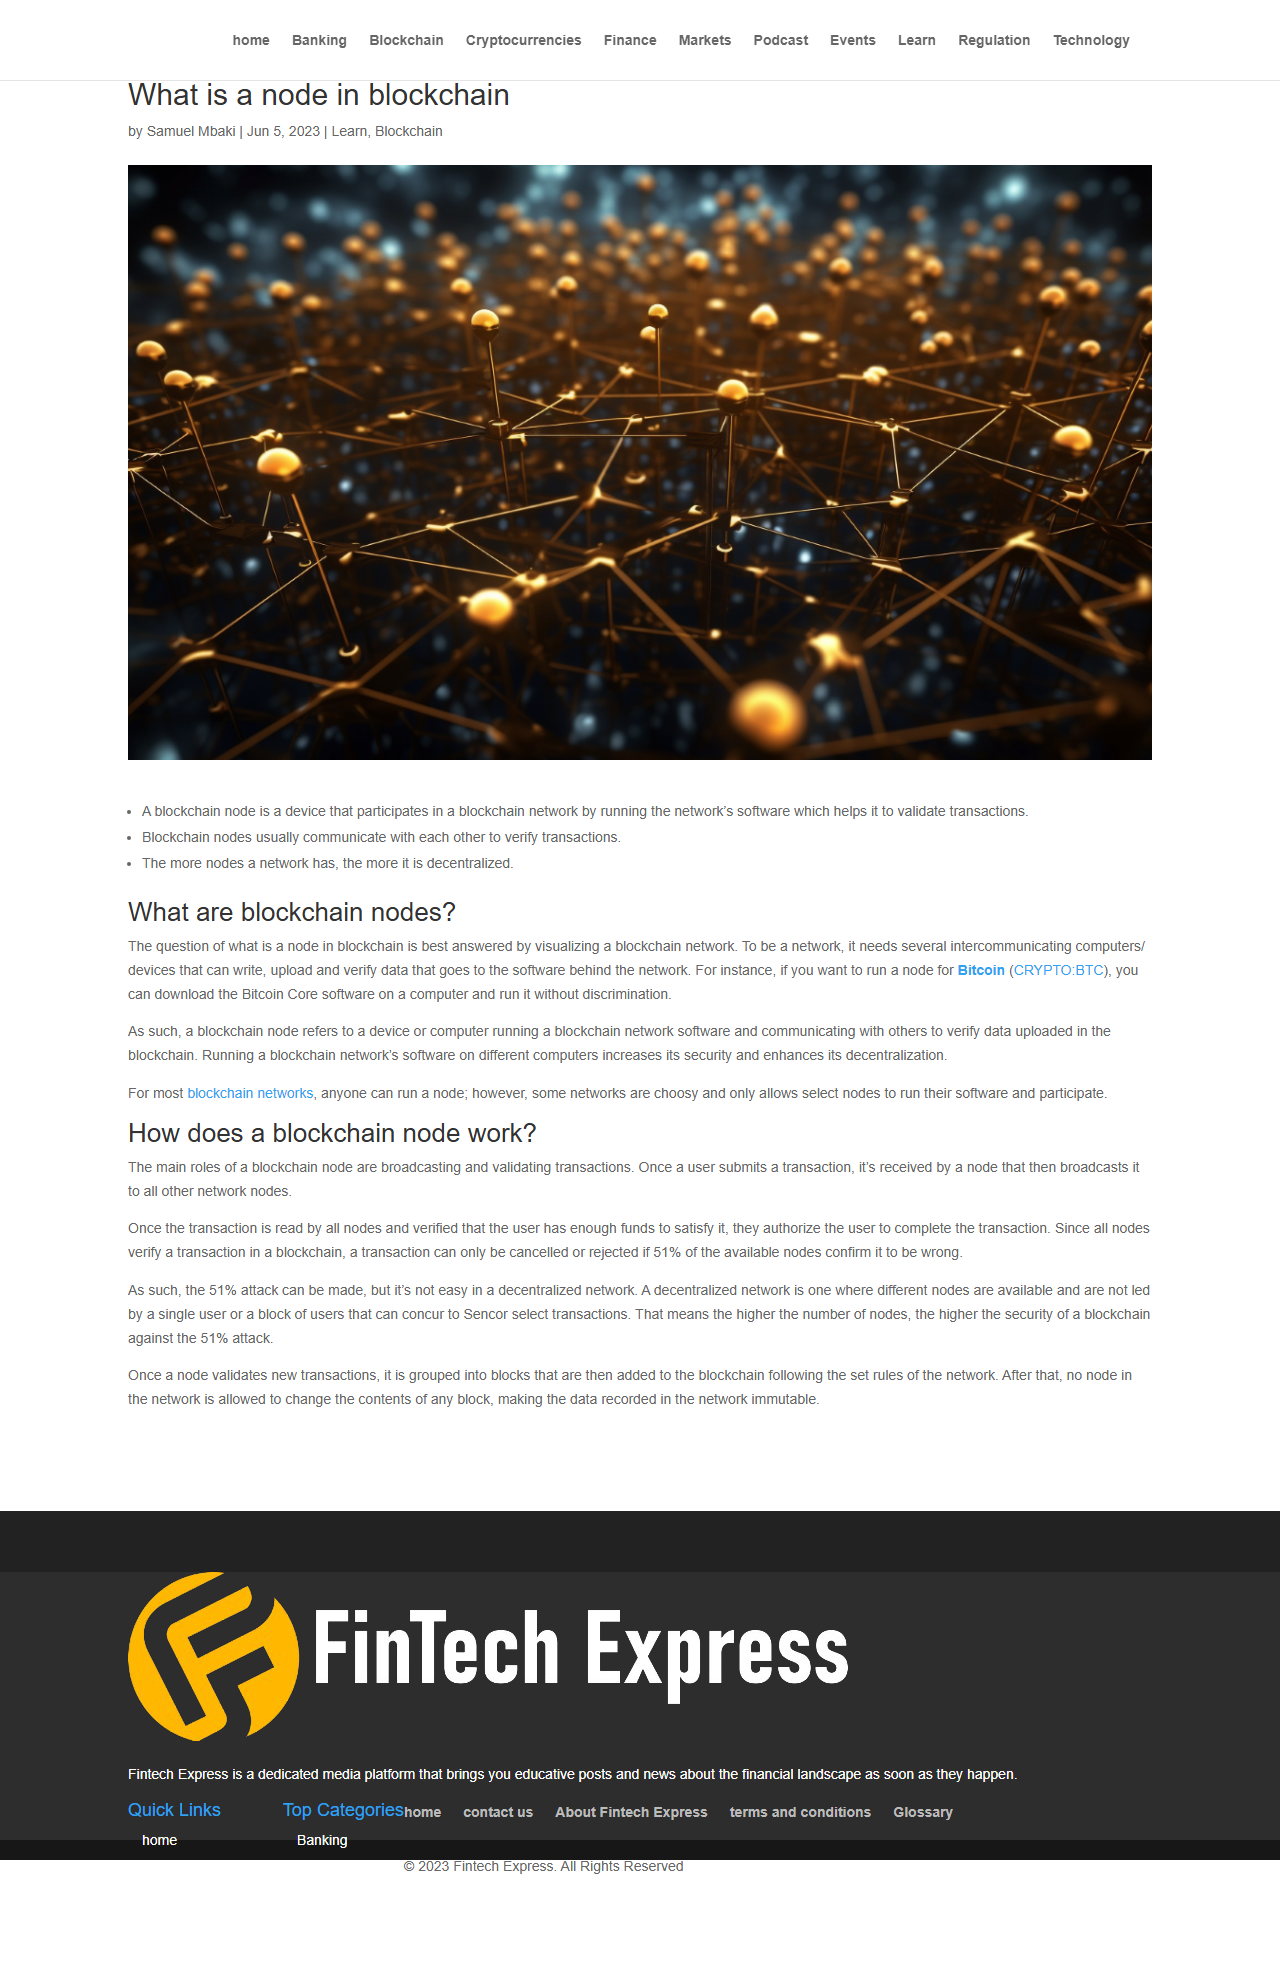 home Banking Blockchain Cryptocurrencies Finance Markets Podcast Events Learn Regulation Technology
What is a node in blockchain
by Samuel Mbaki | Jun 5, 2023 | Learn, Blockchain
• A blockchain node is a device that participates in a blockchain network by running the network’s software which helps it to validate transactions.
• Blockchain nodes usually communicate with each other to verify transactions.
• The more nodes a network has, the more it is decentralized.
What are blockchain nodes?
The question of what is a node in blockchain is best answered by visualizing a blockchain network. To be a network, it needs several intercommunicating computers/
devices that can write, upload and verify data that goes to the software behind the network. For instance, if you want to run a node for Bitcoin (CRYPTO:BTC), you
can download the Bitcoin Core software on a computer and run it without discrimination.
As such, a blockchain node refers to a device or computer running a blockchain network software and communicating with others to verify data uploaded in the
blockchain. Running a blockchain network’s software on different computers increases its security and enhances its decentralization.
For most blockchain networks, anyone can run a node; however, some networks are choosy and only allows select nodes to run their software and participate.
How does a blockchain node work?
The main roles of a blockchain node are broadcasting and validating transactions. Once a user submits a transaction, it’s received by a node that then broadcasts it
to all other network nodes.
Once the transaction is read by all nodes and verified that the user has enough funds to satisfy it, they authorize the user to complete the transaction. Since all nodes
verify a transaction in a blockchain, a transaction can only be cancelled or rejected if 51% of the available nodes confirm it to be wrong.
As such, the 51% attack can be made, but it’s not easy in a decentralized network. A decentralized network is one where different nodes are available and are not led
by a single user or a block of users that can concur to Sencor select transactions. That means the higher the number of nodes, the higher the security of a blockchain
against the 51% attack.
Once a node validates new transactions, it is grouped into blocks that are then added to the blockchain following the set rules of the network. After that, no node in
the network is allowed to change the contents of any block, making the data recorded in the network immutable.
FinTech Express
Fintech Express is a dedicated media platform that brings you educative posts and news about the financial landscape as soon as they happen.
Quick Links Top Categories home contact us About Fintech Express terms and conditions Glossary
home Banking
© 2023 Fintech Express. All Rights Reserved